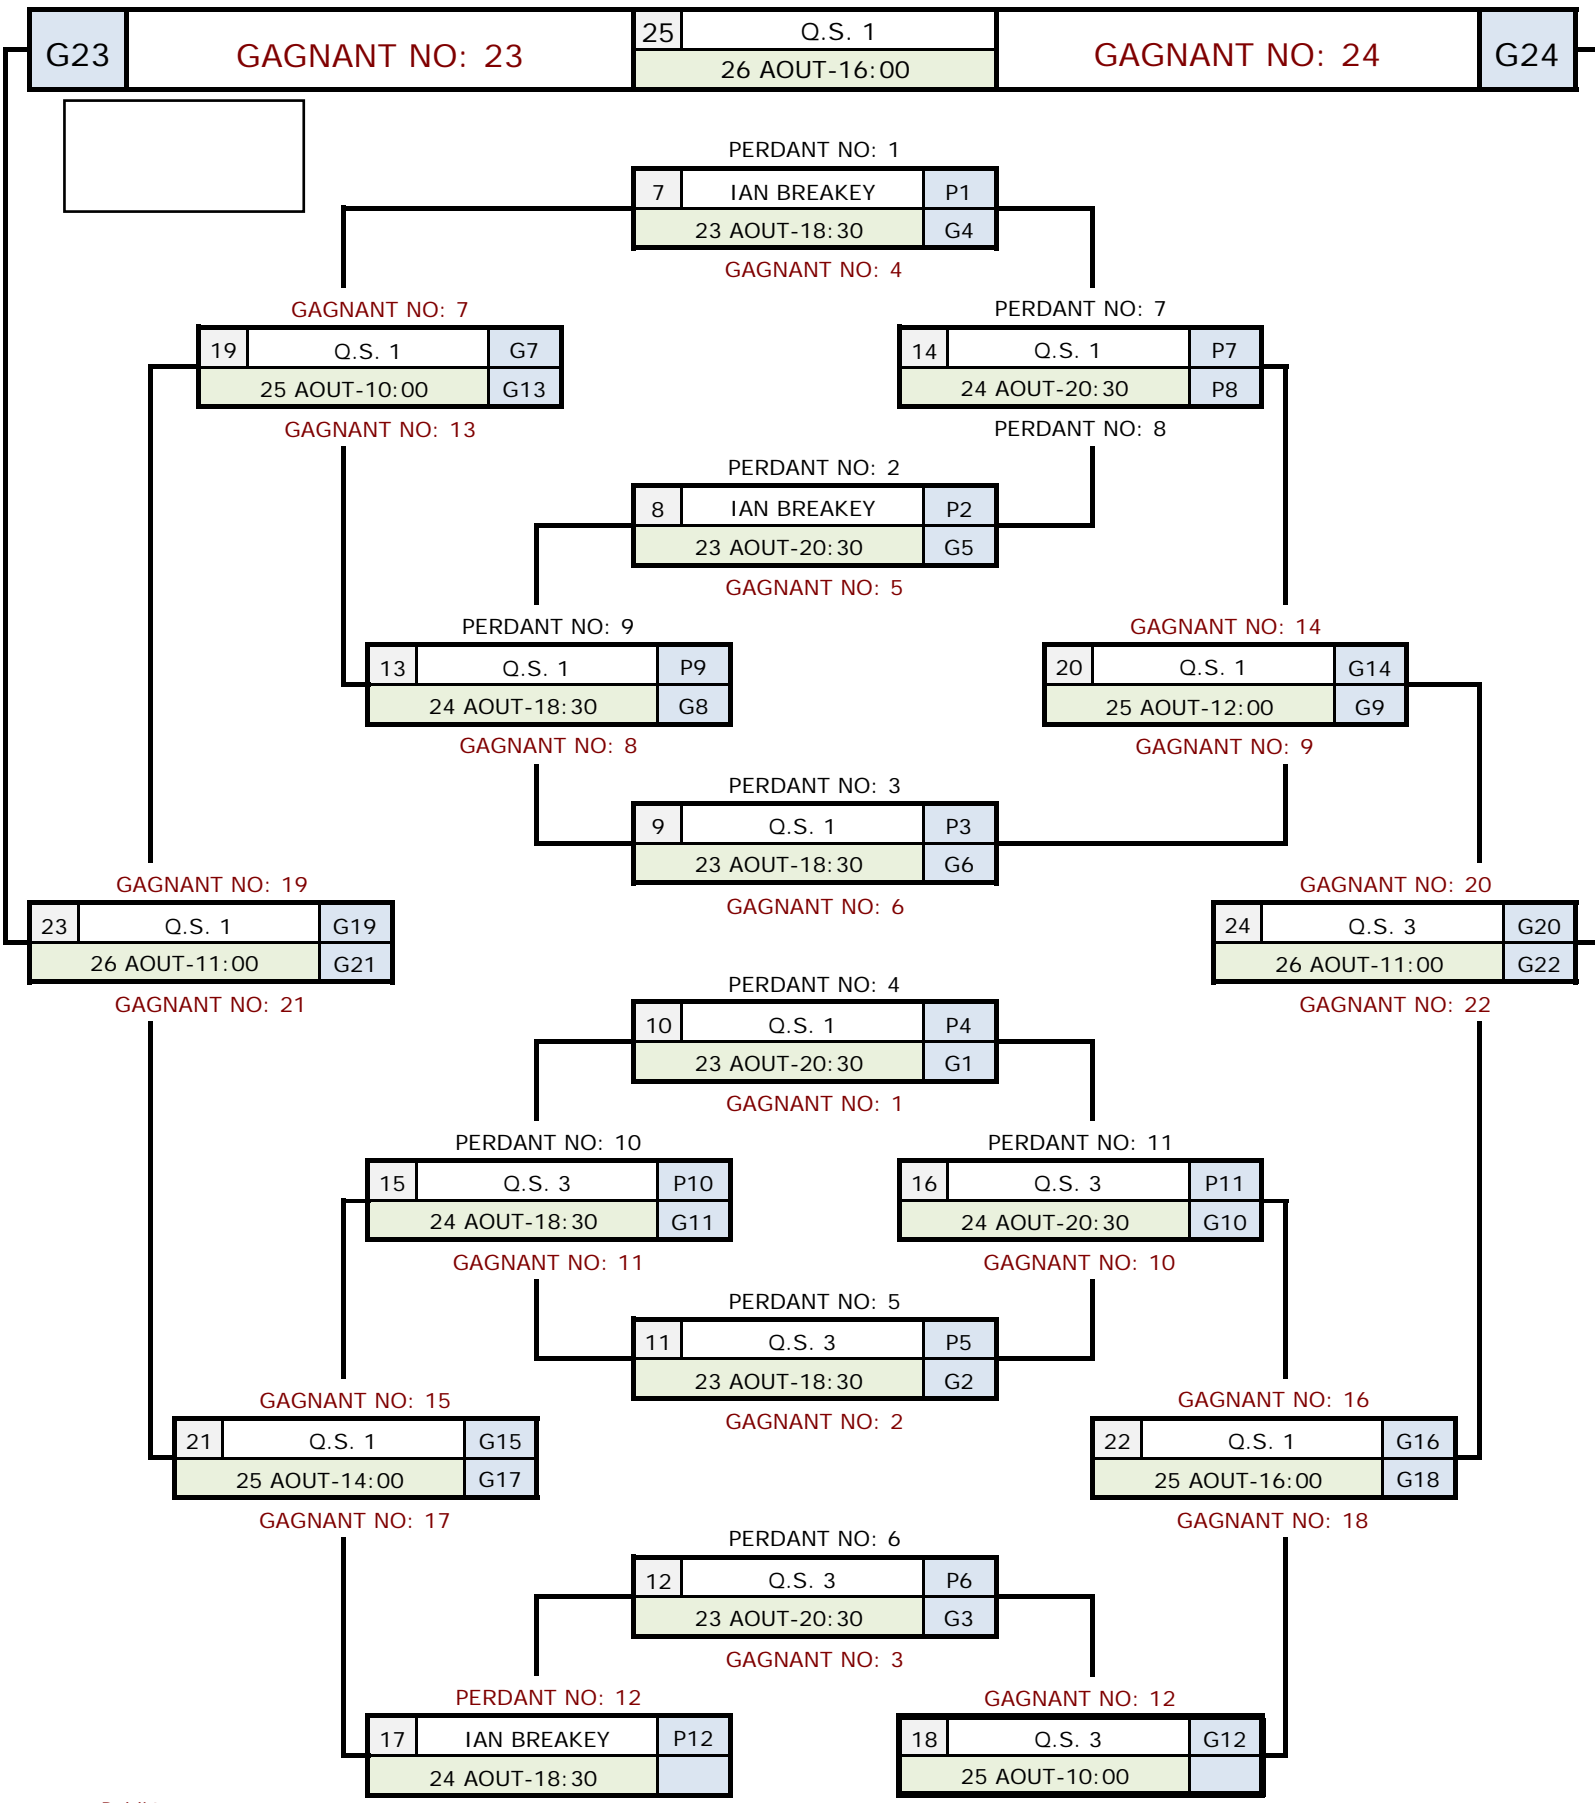 G23 GAGNANT NO: 23 25 Q.S. 1 GAGNANT NO: 24 G24
26 AOUT-16:00
PERDANT NO: 1
7 IAN BREAKEY P1
23 AOUT-18:30 G4
GAGNANT NO: 4
GAGNANT NO: 7 PERDANT NO: 7
19 Q.S. 1 G7 14 Q.S. 1 P7
25 AOUT-10:00 G13 24 AOUT-20:30 P8
GAGNANT NO: 13 PERDANT NO: 8
PERDANT NO: 2
8 IAN BREAKEY P2
23 AOUT-20:30 G5
GAGNANT NO: 5
PERDANT NO: 9 GAGNANT NO: 14
13 Q.S. 1 P9 20 Q.S. 1 G14
24 AOUT-18:30 G8 25 AOUT-12:00 G9
GAGNANT NO: 8 GAGNANT NO: 9
PERDANT NO: 3
9 Q.S. 1 P3
23 AOUT-18:30 G6
GAGNANT NO: 6
GAGNANT NO: 19 GAGNANT NO: 20
23 Q.S. 1 G19 24 Q.S. 3 G20
26 AOUT-11:00 G21 26 AOUT-11:00 G22
GAGNANT NO: 21 GAGNANT NO: 22
PERDANT NO: 4
10 Q.S. 1 P4
23 AOUT-20:30 G1
GAGNANT NO: 1
PERDANT NO: 10 PERDANT NO: 11
15 Q.S. 3 P10 16 Q.S. 3 P11
24 AOUT-18:30 G11 24 AOUT-20:30 G10
GAGNANT NO: 11 GAGNANT NO: 10
PERDANT NO: 5
11 Q.S. 3 P5
23 AOUT-18:30 G2
GAGNANT NO: 2
GAGNANT NO: 15 GAGNANT NO: 16
21 Q.S. 1 G15 22 Q.S. 1 G16
25 AOUT-14:00 G17 25 AOUT-16:00 G18
GAGNANT NO: 17 GAGNANT NO: 18
PERDANT NO: 6
12 Q.S. 3 P6
23 AOUT-20:30 G3
GAGNANT NO: 3
PERDANT NO: 12 GAGNANT NO: 12
17 IAN BREAKEY P12 18 Q.S. 3 G12
24 AOUT-18:30 25 AOUT-10:00